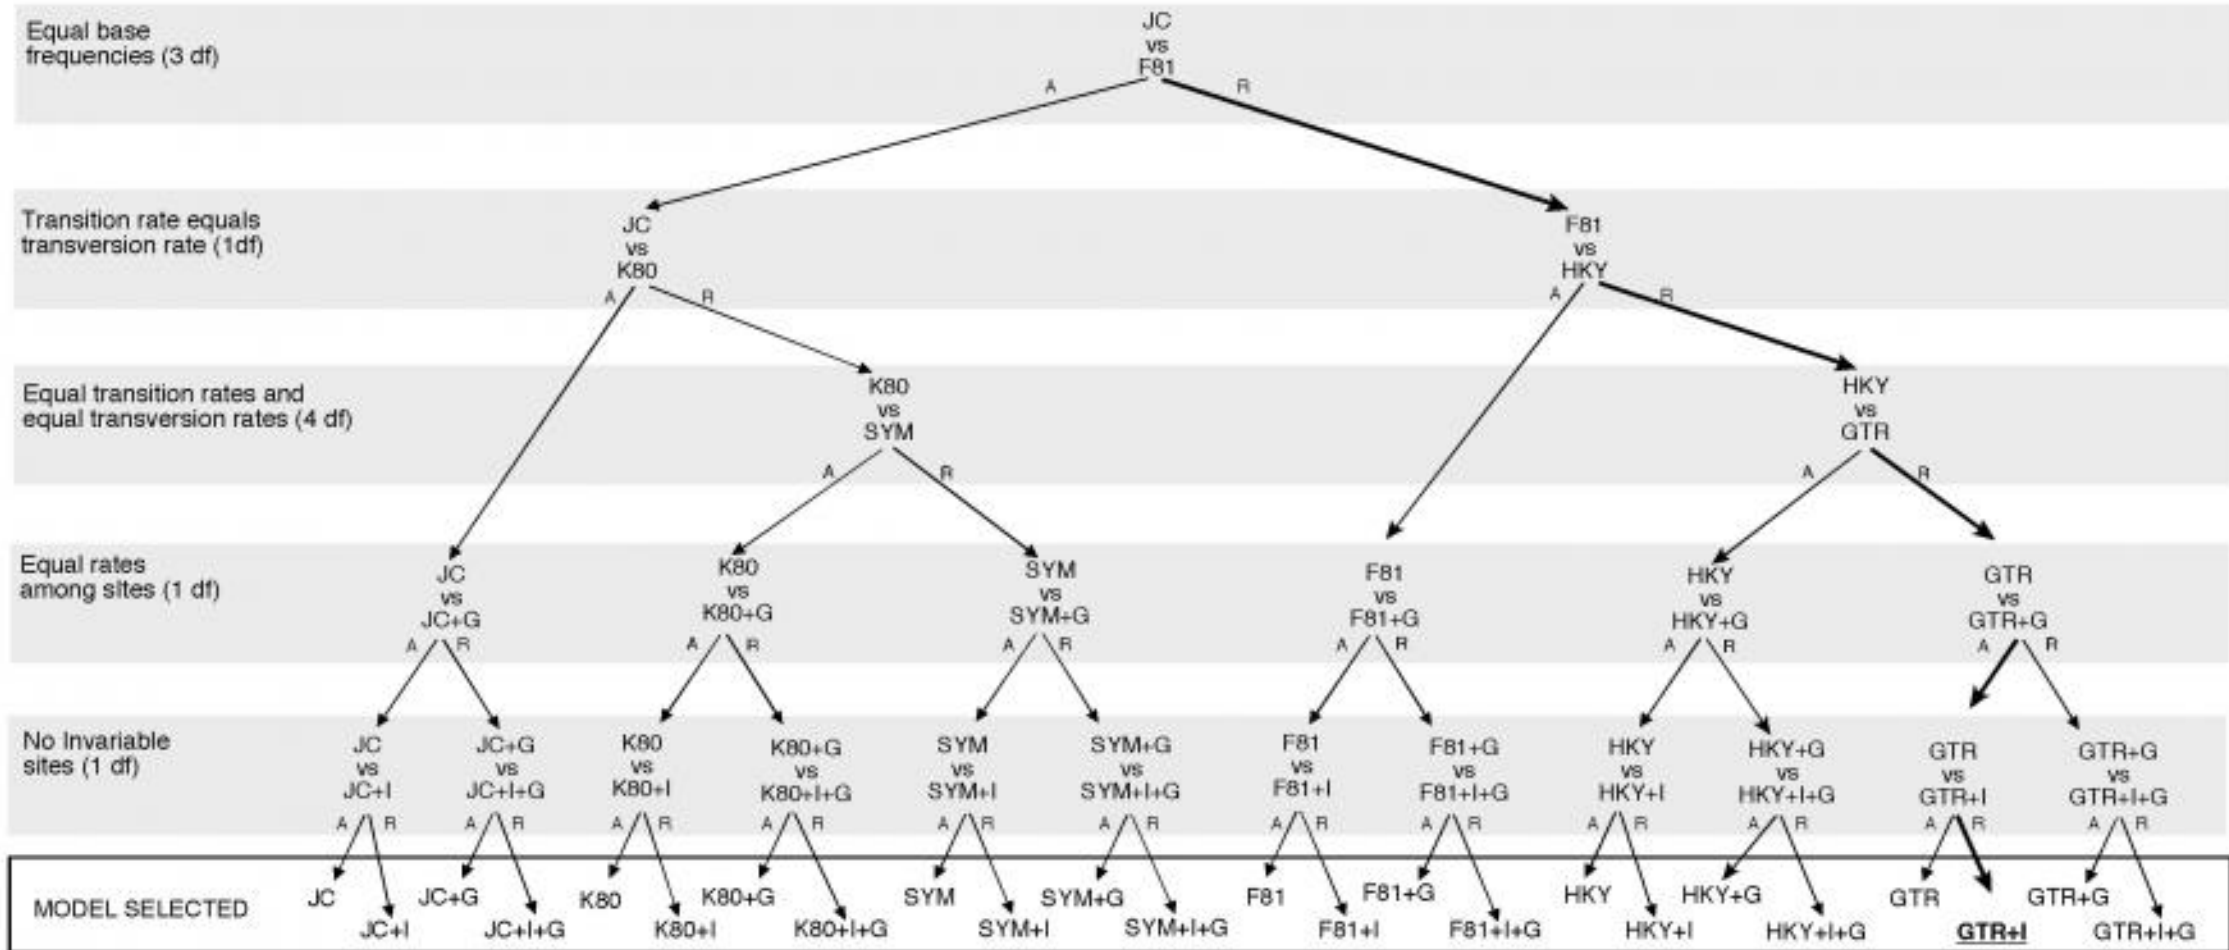 Equal base
frequencies (3 df)
JC
vs
F81
A
R
Transition rate equals
transversion rate (1df)
JC
vs
K80
A
R
F81
vs
HKY
A
R
Equal transition rates and
equal transversion rates (4 df)
K80
vs
SYM
A
R
HKY
vs
GTR
A
R
Equal rates
among sites (1 df)
JC
vs
JC+G
A
R
K80
vs
K80+G
A
R
SYM
vs
SYM+G
A
R
F81
vs
F81+G
A
R
HKY
vs
HKY+G
A
R
GTR
vs
GTR+G
A
R
No Invariable
sites (1 df)
JC
vs
JC+I
A
R
JC+G
vs
JC+I+G
A
R
K80
vs
K80+I
A
R
K80+G
vs
K80+I+G
A
R
SYM
vs
SYM+I
A
R
SYM+G
vs
SYM+I+G
A
R
F81
vs
F81+I
A
R
F81+G
vs
F81+I+G
A
R
HKY
vs
HKY+I
A
R
HKY+G
vs
HKY+I+G
A
R
GTR
vs
GTR+I
A
R
GTR+G
vs
GTR+I+G
A
R
MODEL SELECTED
JC
JC+I
JC+G
JC+I+G
K80
K80+I
K80+G
K80+I+G
SYM
SYM+I
SYM+G
SYM+I+G
F81
F81+I
F81+G
F81+I+G
HKY
HKY+I
HKY+G
HKY+I+G
GTR
GTR+I
GTR+G
GTR+I+G